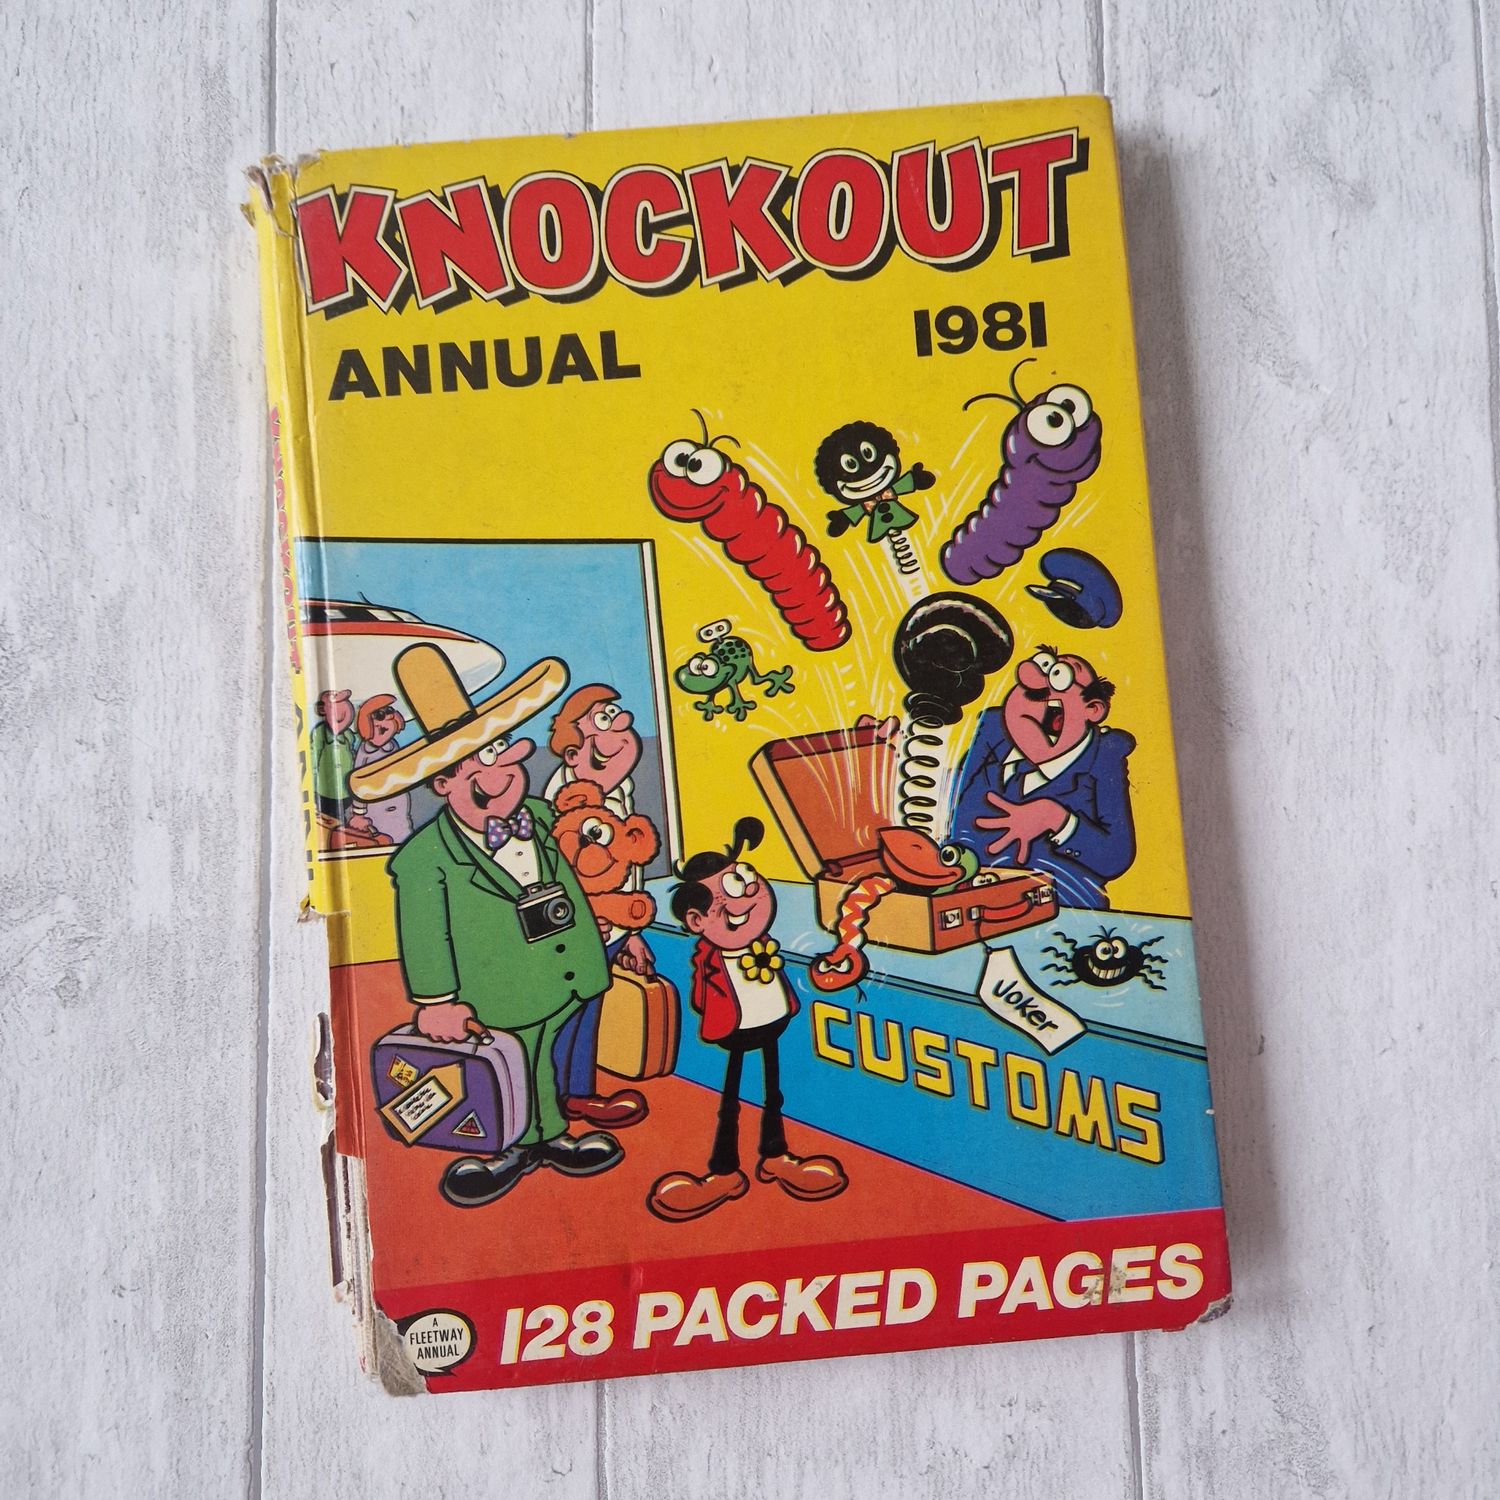 KNOCKOUT
ANNUAL 1981
Joker
CUSTOMS
128 PACKED PAGES
A
FLEETWAY
ANNUAL